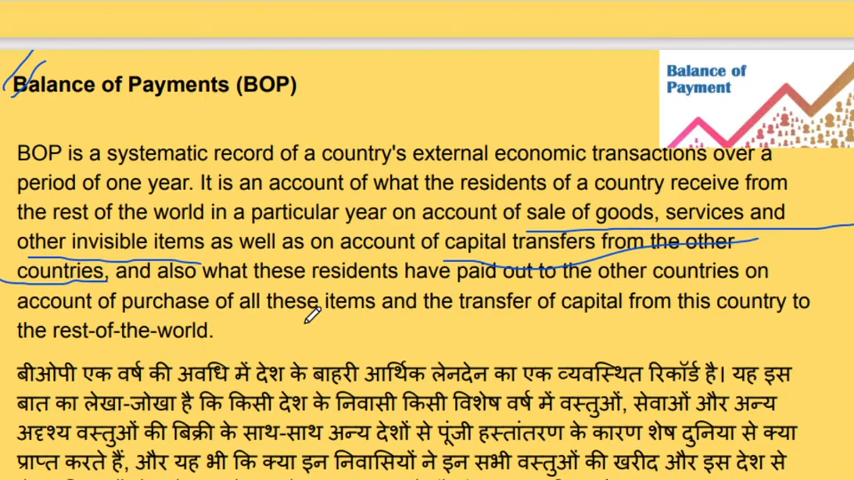 Balance of Payments (BOP)
Balance of
Payment
BOP is a systematic record of a country's external economic transactions over a
period of one year. It is an account of what the residents of a country receive from
the rest of the world in a particular year on account of sale of goods, services and
other invisible items as well as on account of capital transfers from the other
countries, and also what these residents have paid out to the other countries on
account of purchase of all these items and the transfer of capital from this country to
the rest-of-the-world.
बीओपी एक वर्ष की अवधि में देश के बाहरी आर्थिक लेनदेन का एक व्यवस्थित रिकॉर्ड है। यह इस
बात का लेखा-जोखा है कि किसी देश के निवासी किसी विशेष वर्ष में वस्तुओं, सेवाओं और अन्य
अदृश्य वस्तुओं की बिक्री के साथ-साथ अन्य देशों से पूंजी हस्तांतरण के कारण शेष दुनिया से क्या
प्राप्त करते हैं, और यह भी कि क्या इन निवासियों ने इन सभी वस्तुओं की खरीद और इस देश से